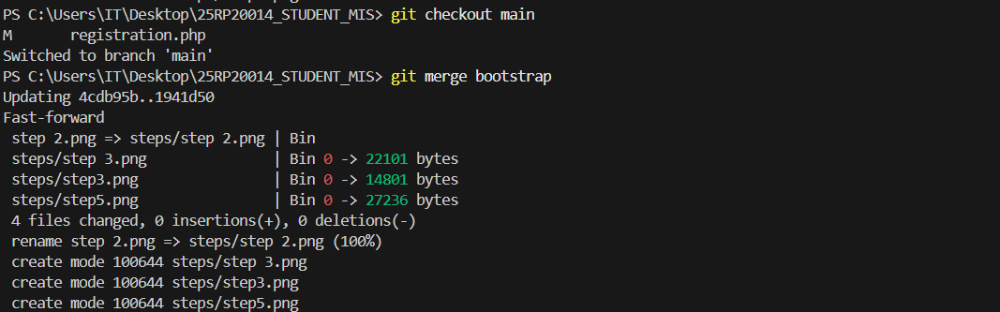 PS C:\Users\IT\Desktop\25RP20014_STUDENT_MIS> git checkout main
M       registration.php
Switched to branch 'main'
PS C:\Users\IT\Desktop\25RP20014_STUDENT_MIS> git merge bootstrap
Updating 4cdb95b..1941d50
Fast-forward
 step 2.png => steps/step 2.png | Bin
 steps/step 3.png               | Bin 0 -> 22101 bytes
 steps/step3.png                | Bin 0 -> 14801 bytes
 steps/step5.png                | Bin 0 -> 27236 bytes
 4 files changed, 0 insertions(+), 0 deletions(-)
 rename step 2.png => steps/step 2.png (100%)
 create mode 100644 steps/step 3.png
 create mode 100644 steps/step3.png
 create mode 100644 steps/step5.png